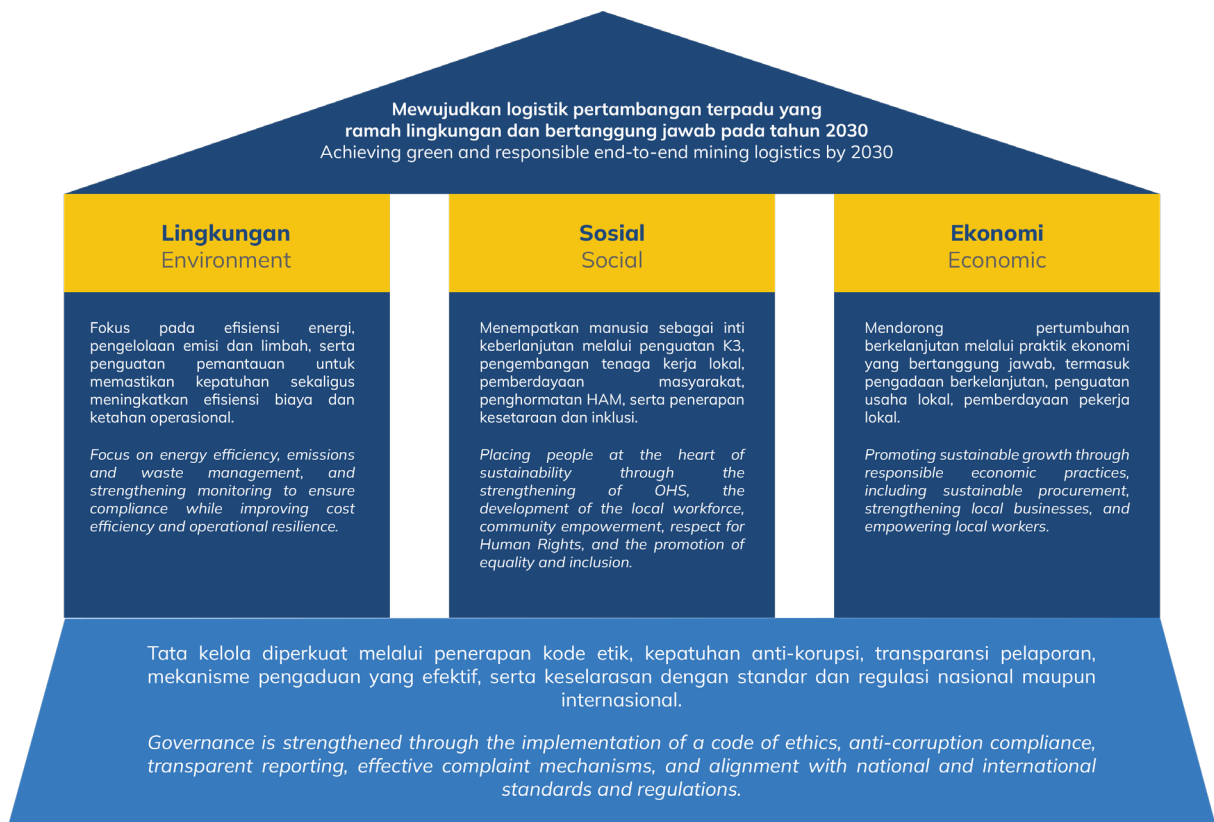 Mewujudkan logistik pertambangan terpadu yang
ramah lingkungan dan bertanggung jawab pada tahun 2030
Achieving green and responsible end-to-end mining logistics by 2030
Lingkungan
Environment
Fokus pada efisiensi energi,
pengelolaan emisi dan limbah, serta
penguatan pemantauan untuk
memastikan kepatuhan sekaligus
meningkatkan efisiensi biaya dan
ketahan operasional.
Focus on energy efficiency, emissions
and waste management, and
strengthening monitoring to ensure
compliance while improving cost
efficiency and operational resilience.
Sosial
Social
Menempatkan manusia sebagai inti
keberlanjutan melalui penguatan K3,
pengembangan tenaga kerja lokal,
pemberdayaan masyarakat,
penghormatan HAM, serta penerapan
kesetaraan dan inklusi.
Placing people at the heart of
sustainability through the
strengthening of OHS, the
development of the local workforce,
community empowerment, respect for
Human Rights, and the promotion of
equality and inclusion.
Ekonomi
Economic
Mendorong pertumbuhan
berkelanjutan melalui praktik ekonomi
yang bertanggung jawab, termasuk
pengadaan berkelanjutan, penguatan
usaha lokal, pemberdayaan pekerja
lokal.
Promoting sustainable growth through
responsible economic practices,
including sustainable procurement,
strengthening local businesses, and
empowering local workers.
Tata kelola diperkuat melalui penerapan kode etik, kepatuhan anti-korupsi, transparansi pelaporan,
mekanisme pengaduan yang efektif, serta keselarasan dengan standar dan regulasi nasional maupun
internasional.
Governance is strengthened through the implementation of a code of ethics, anti-corruption compliance,
transparent reporting, effective complaint mechanisms, and alignment with national and international
standards and regulations.